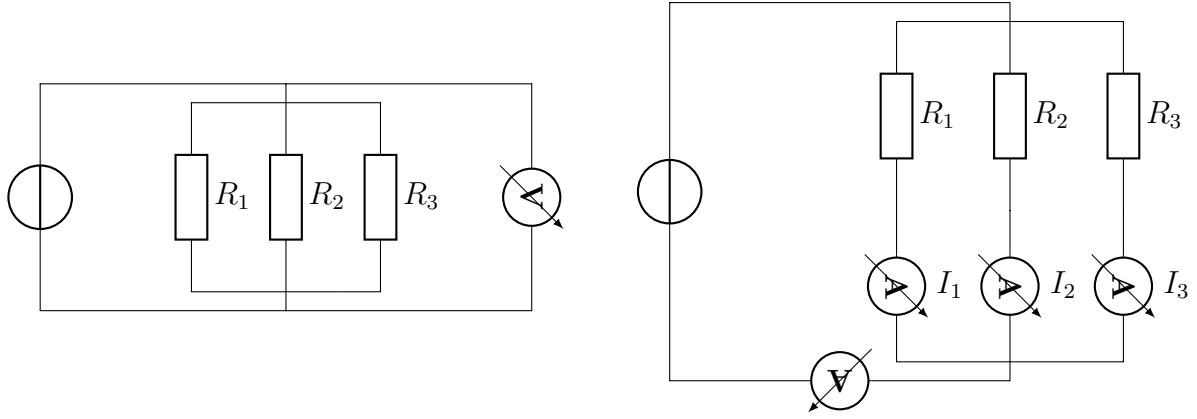 R₁ R₂ R₃ V
R₁ R₂ R₃
A I₁ A I₂ A I₃
A